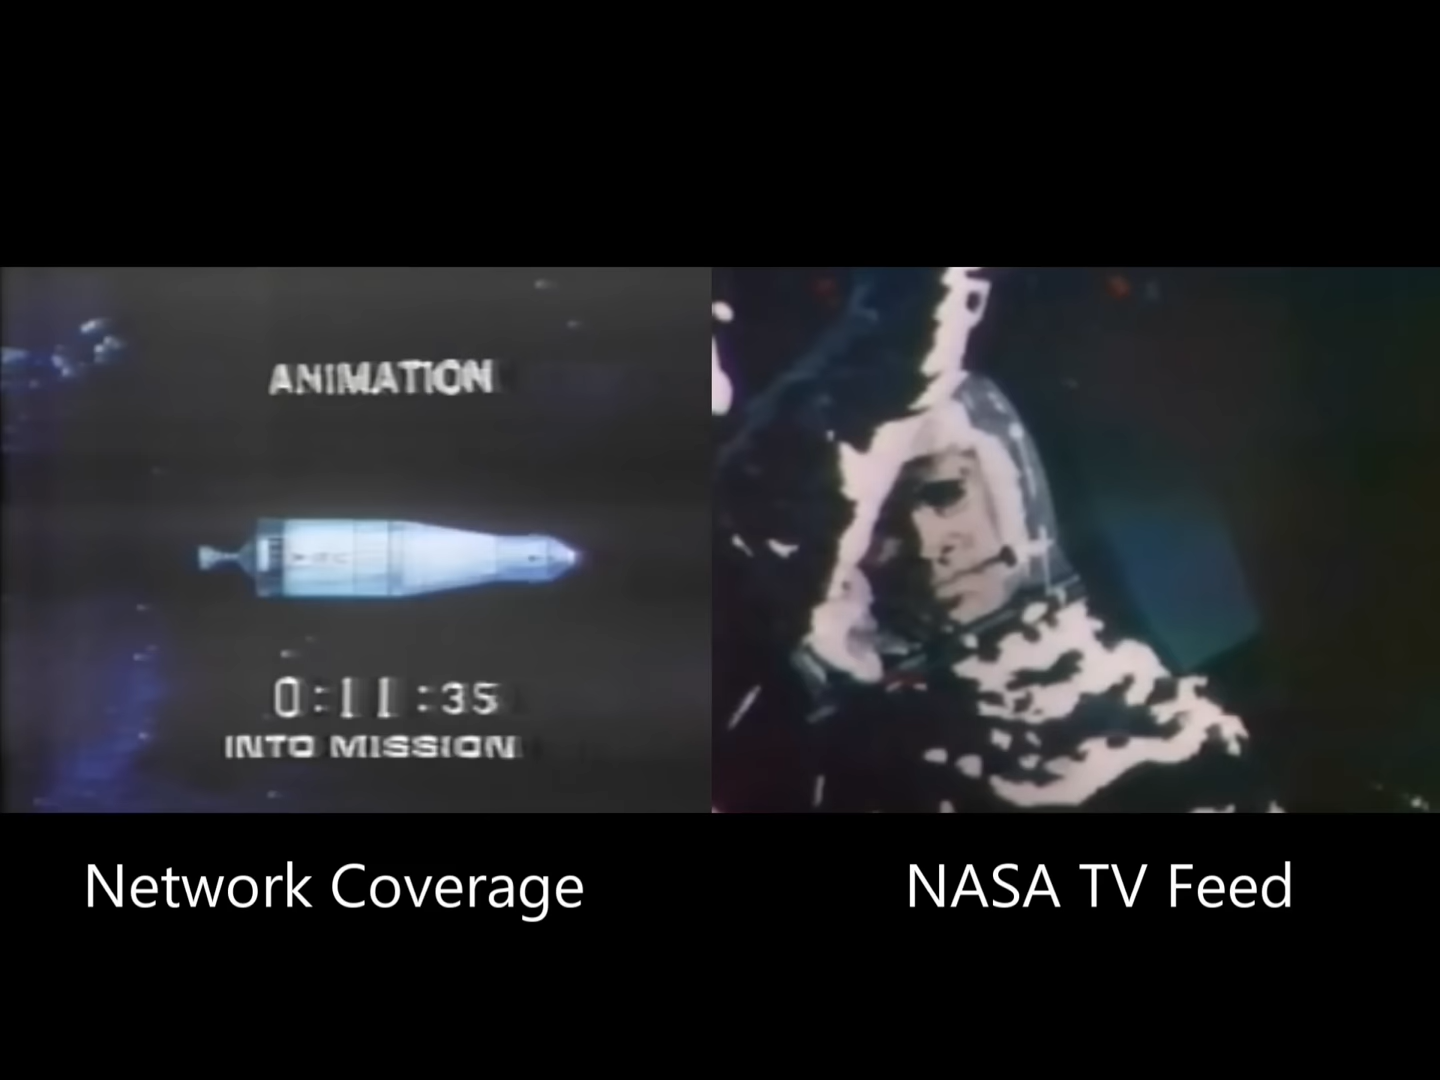 ANIMATION
0:11:35
INTO MISSION
Network Coverage
NASA TV Feed